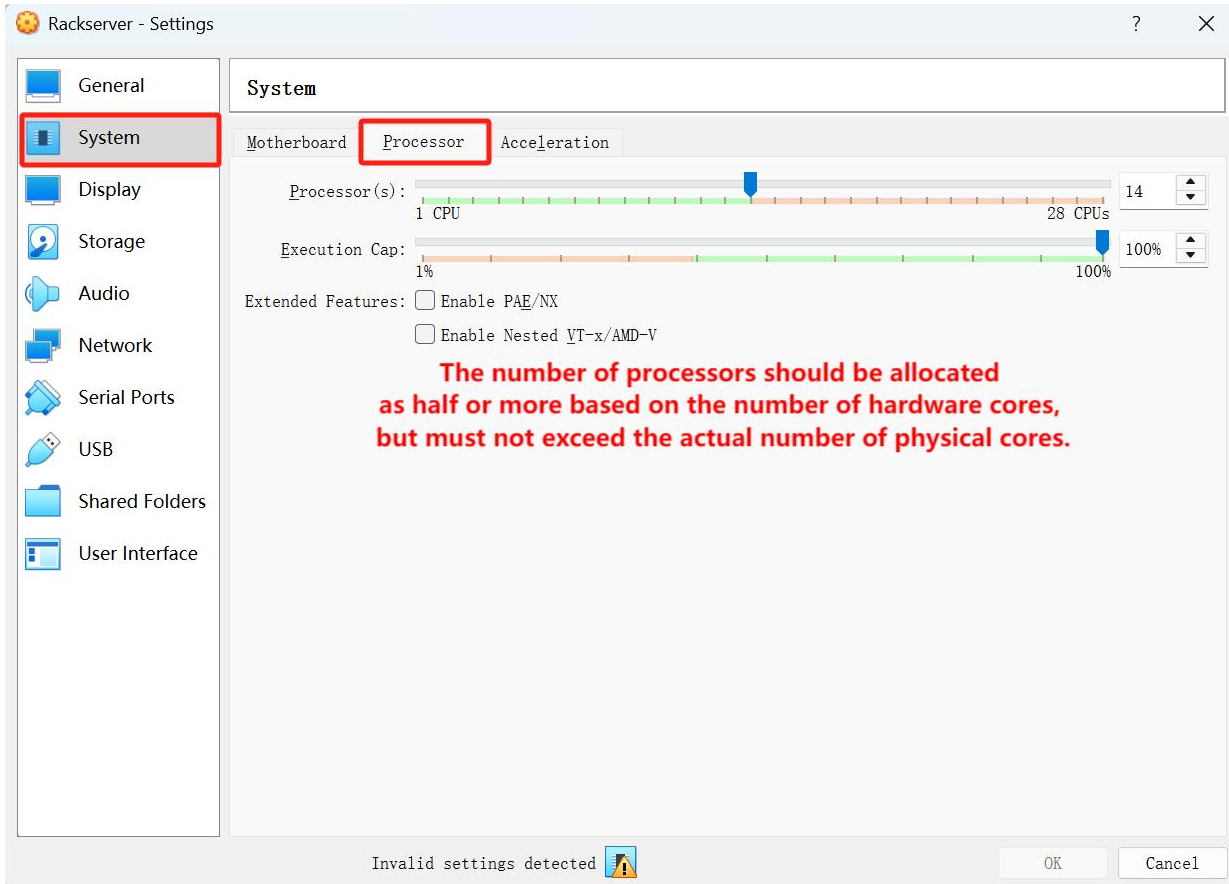 Rackserver - Settings
?
General
System
Display
Storage
Audio
Network
Serial Ports
USB
Shared Folders
User Interface
System
Motherboard Processor Acceleration
Processor(s): 14
1 CPU 28 CPUs
Execution Cap: 100%
1% 100%
Extended Features: Enable PAE/NX
Enable Nested VT-x/AMD-V
The number of processors should be allocated
as half or more based on the number of hardware cores,
but must not exceed the actual number of physical cores.
Invalid settings detected
OK Cancel